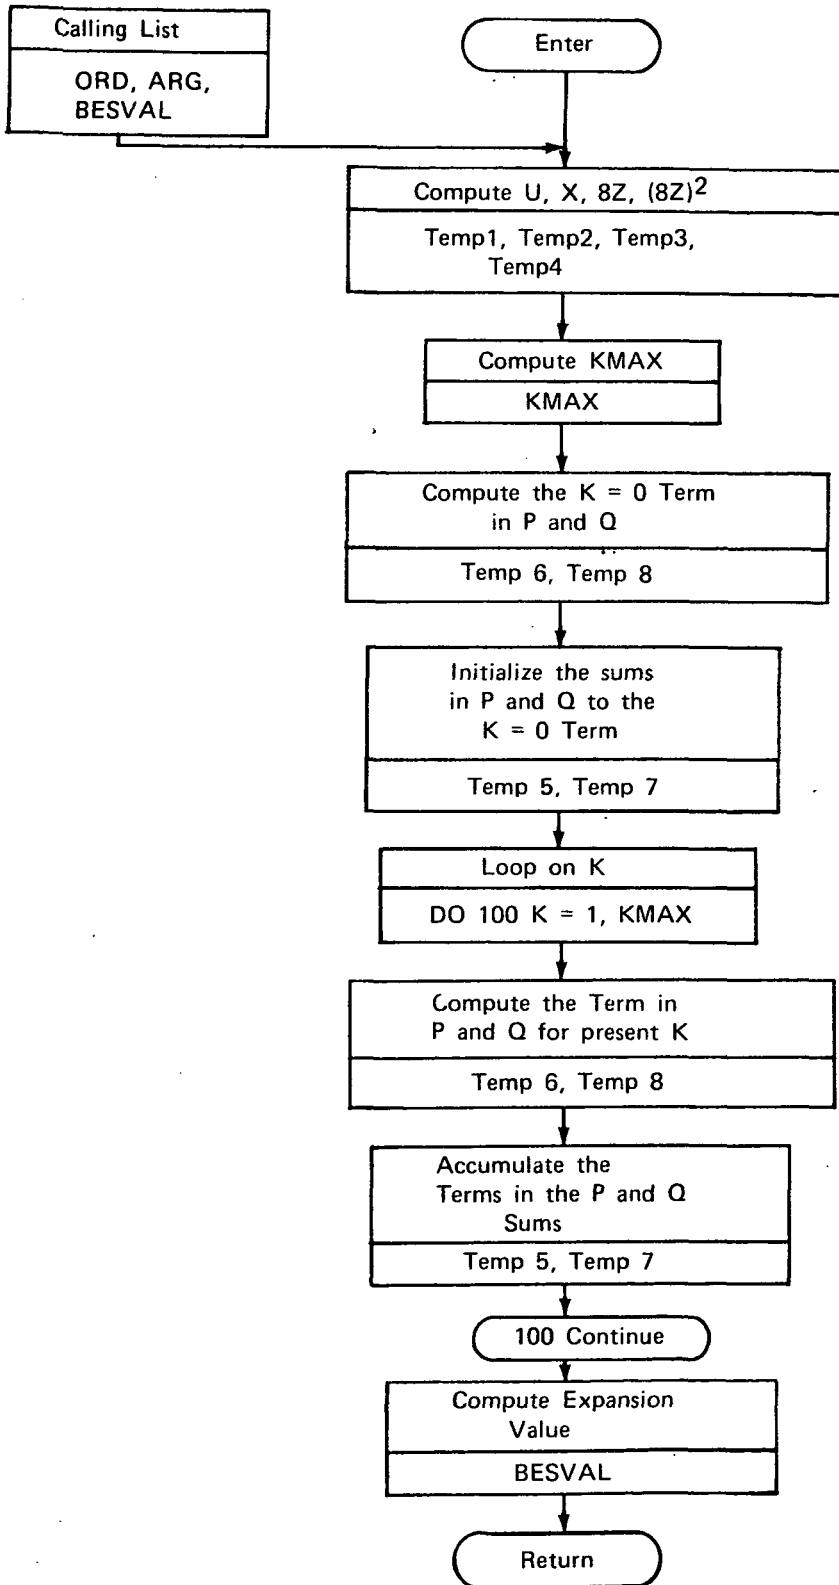 Calling List
ORD, ARG,
BESVAL
Enter
Compute U, X, 8Z, (8Z)²
Temp1, Temp2, Temp3,
Temp4
Compute KMAX
KMAX
Compute the K = 0 Term
in P and Q
Temp 6, Temp 8
Initialize the sums
in P and Q to the
K = 0 Term
Temp 5, Temp 7
Loop on K
DO 100 K = 1, KMAX
Compute the Term in
P and Q for present K
Temp 6, Temp 8
Accumulate the
Terms in the P and Q
Sums
Temp 5, Temp 7
100 Continue
Compute Expansion
Value
BESVAL
Return